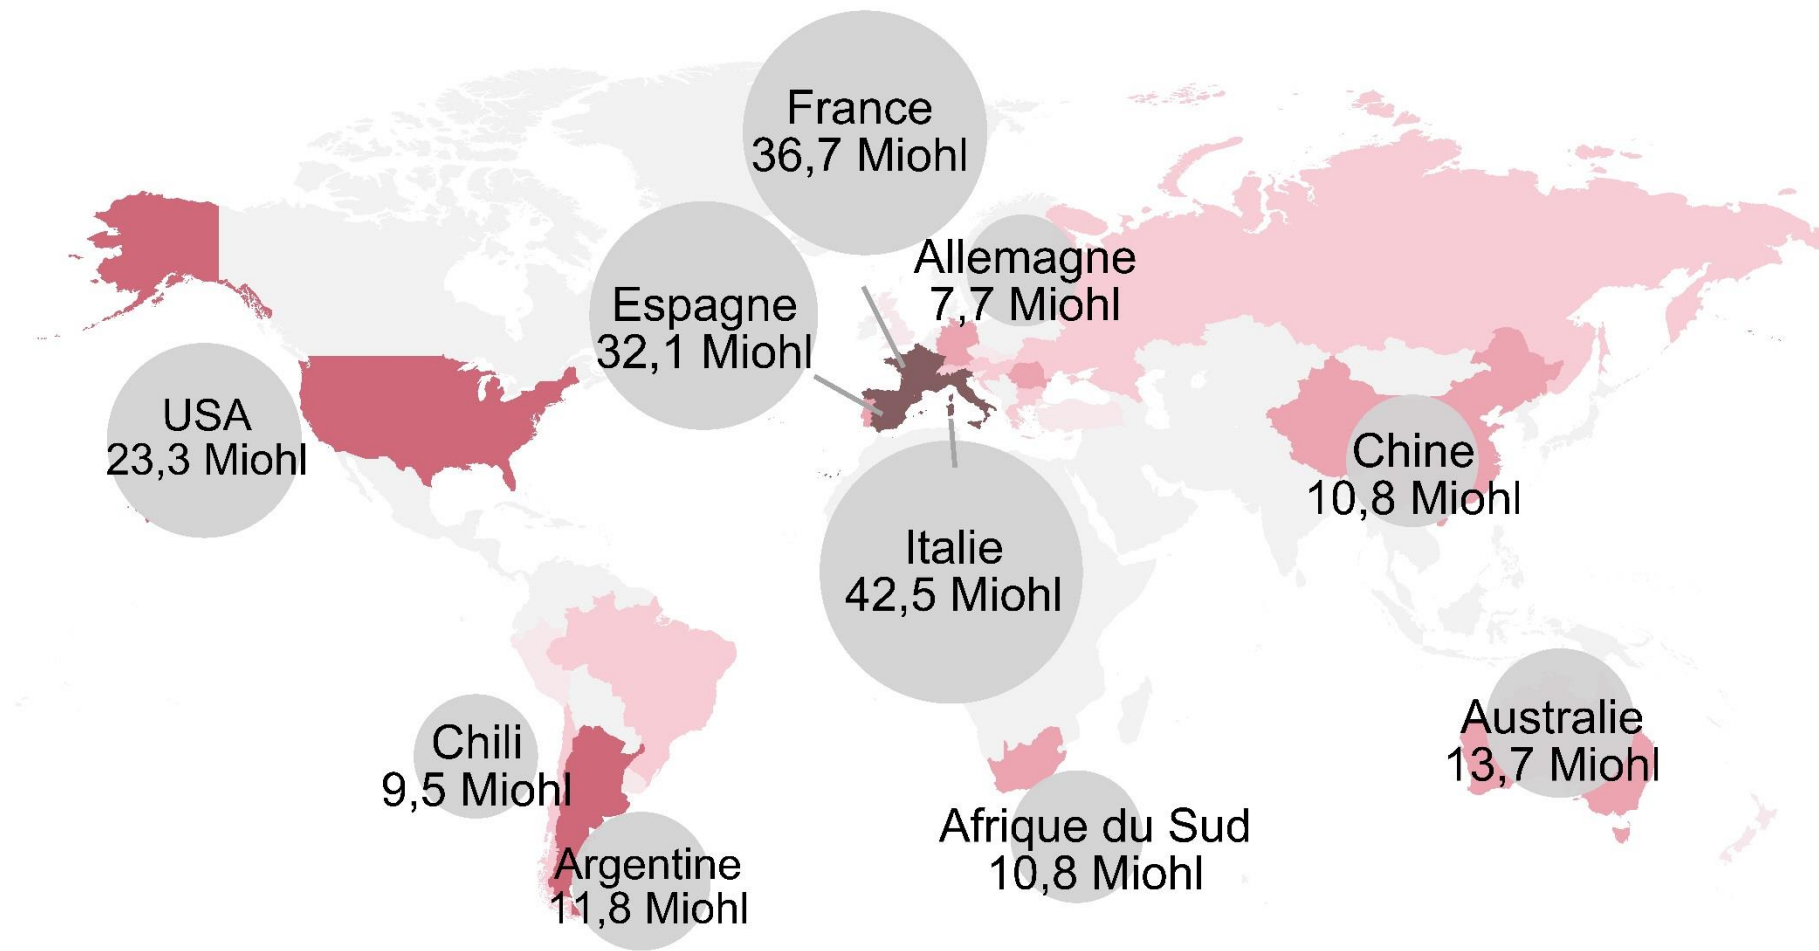 France
36,7 Miohl
Allemagne
7,7 Miohl
Espagne
32,1 Miohl
USA
23,3 Miohl
Chine
10,8 Miohl
Italie
42,5 Miohl
Chili
9,5 Miohl
Australie
13,7 Miohl
Afrique du Sud
10,8 Miohl
Argentine
11,8 Miohl